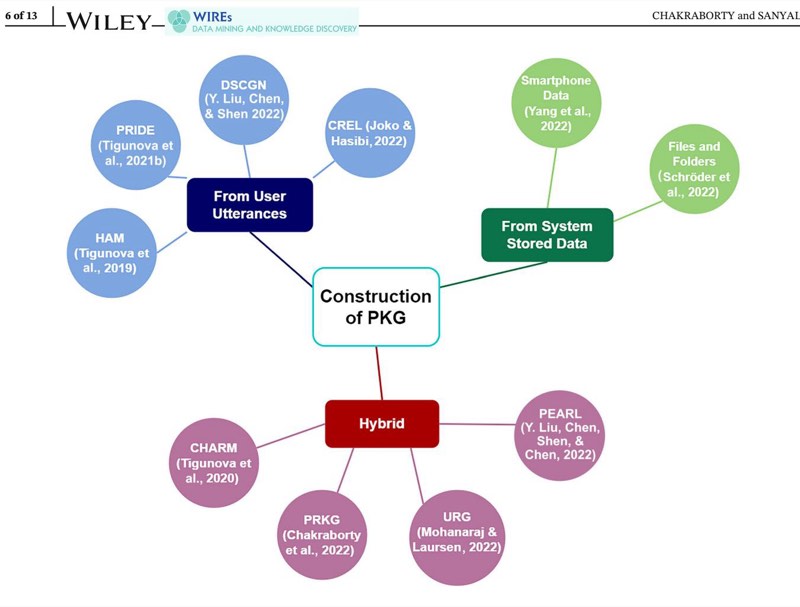 6 of 13
WILEY
WIREs
DATA MINING AND KNOWLEDGE DISCOVERY
CHAKRABORTY and SANYAL
DSCGN
(Y. Liu, Chen,
& Shen 2022)
PRIDE
(Tigunova et
al., 2021b)
CREL (Joko &
Hasibi, 2022)
HAM
(Tigunova et
al., 2019)
From User
Utterances
Smartphone
Data
(Yang et al.,
2022)
Files and
Folders
(Schröder et
al., 2022)
From System
Stored Data
Construction
of PKG
Hybrid
CHARM
(Tigunova et
al., 2020)
PRKG
(Chakraborty
et al., 2022)
URG
(Mohanaraj &
Laursen, 2022)
PEARL
(Y. Liu, Chen,
Shen, &
Chen, 2022)